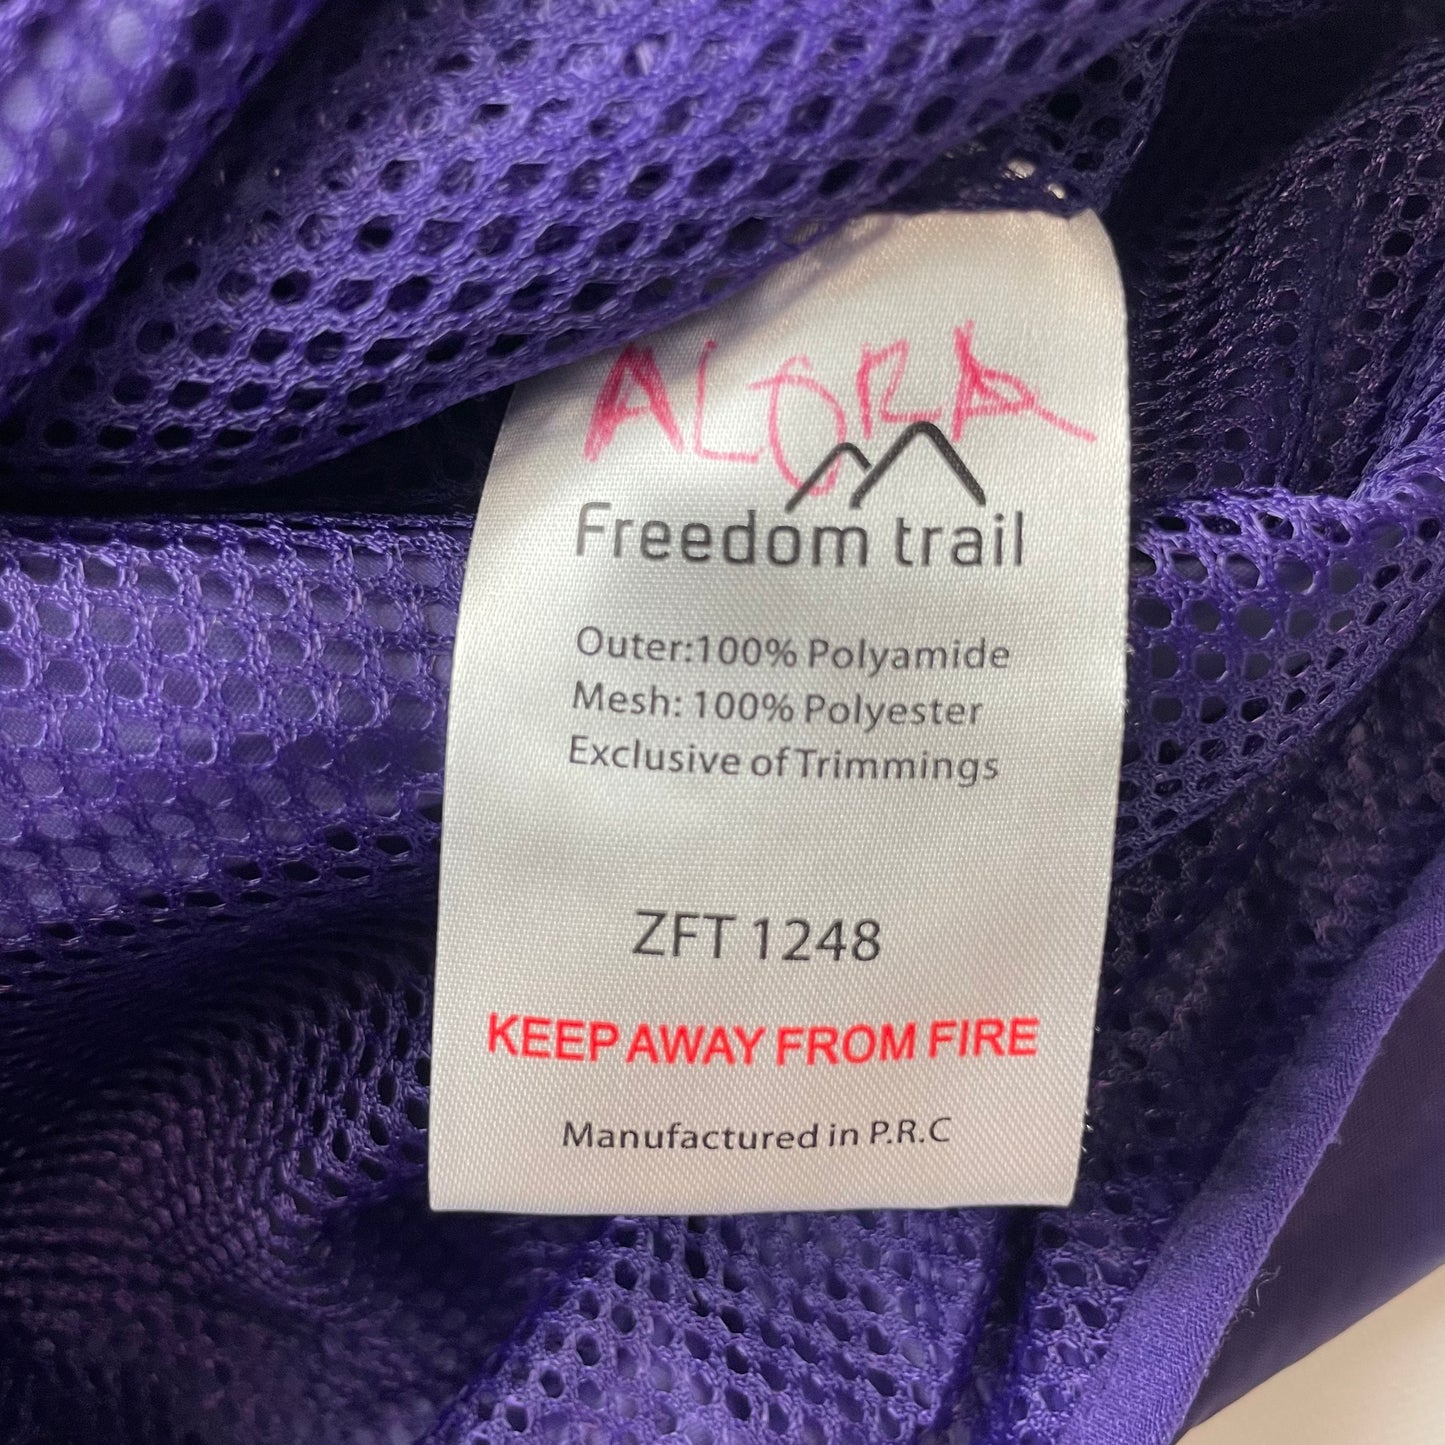 ALORA
Freedom trail
Outer:100% Polyamide
Mesh: 100% Polyester
Exclusive of Trimmings
ZFT 1248
KEEP AWAY FROM FIRE
Manufactured in P.R.C